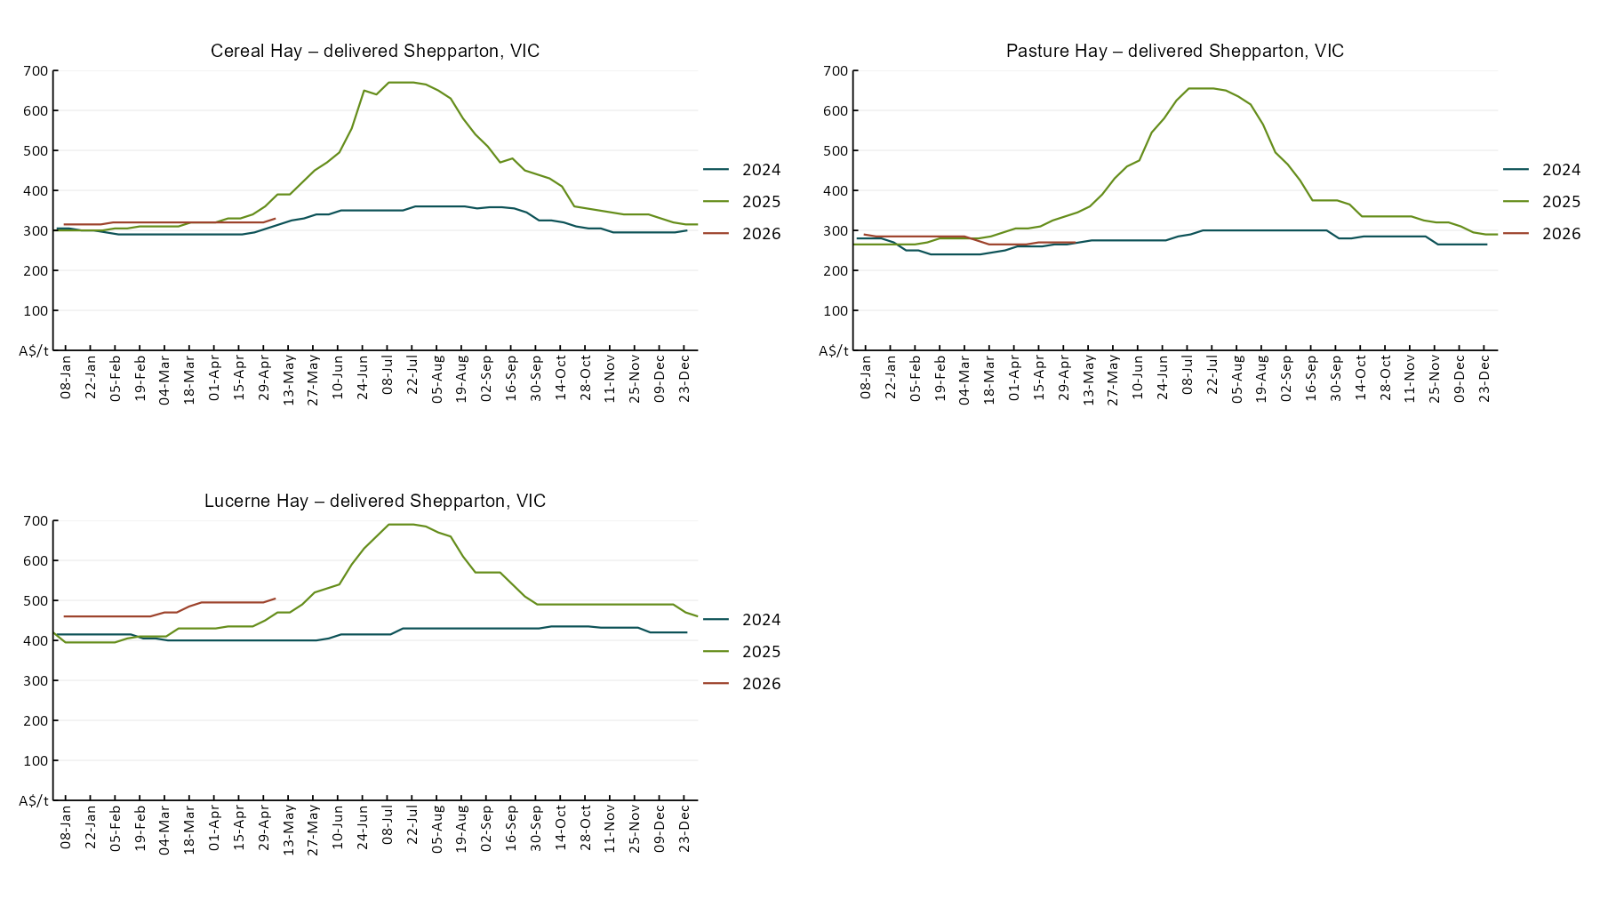 Cereal Hay – delivered Shepparton, VIC
700
600
500
400
300
200
100
A$/t
08-Jan
22-Jan
05-Feb
19-Feb
04-Mar
18-Mar
01-Apr
15-Apr
29-Apr
13-May
27-May
10-Jun
24-Jun
08-Jul
22-Jul
05-Aug
19-Aug
02-Sep
16-Sep
30-Sep
14-Oct
28-Oct
11-Nov
25-Nov
09-Dec
23-Dec
2024
2025
2026
Pasture Hay – delivered Shepparton, VIC
700
600
500
400
300
200
100
A$/t
08-Jan
22-Jan
05-Feb
19-Feb
04-Mar
18-Mar
01-Apr
15-Apr
29-Apr
13-May
27-May
10-Jun
24-Jun
08-Jul
22-Jul
05-Aug
19-Aug
02-Sep
16-Sep
30-Sep
14-Oct
28-Oct
11-Nov
25-Nov
09-Dec
23-Dec
2024
2025
2026
Lucerne Hay – delivered Shepparton, VIC
700
600
500
400
300
200
100
A$/t
08-Jan
22-Jan
05-Feb
19-Feb
04-Mar
18-Mar
01-Apr
15-Apr
29-Apr
13-May
27-May
10-Jun
24-Jun
08-Jul
22-Jul
05-Aug
19-Aug
02-Sep
16-Sep
30-Sep
14-Oct
28-Oct
11-Nov
25-Nov
09-Dec
23-Dec
2024
2025
2026